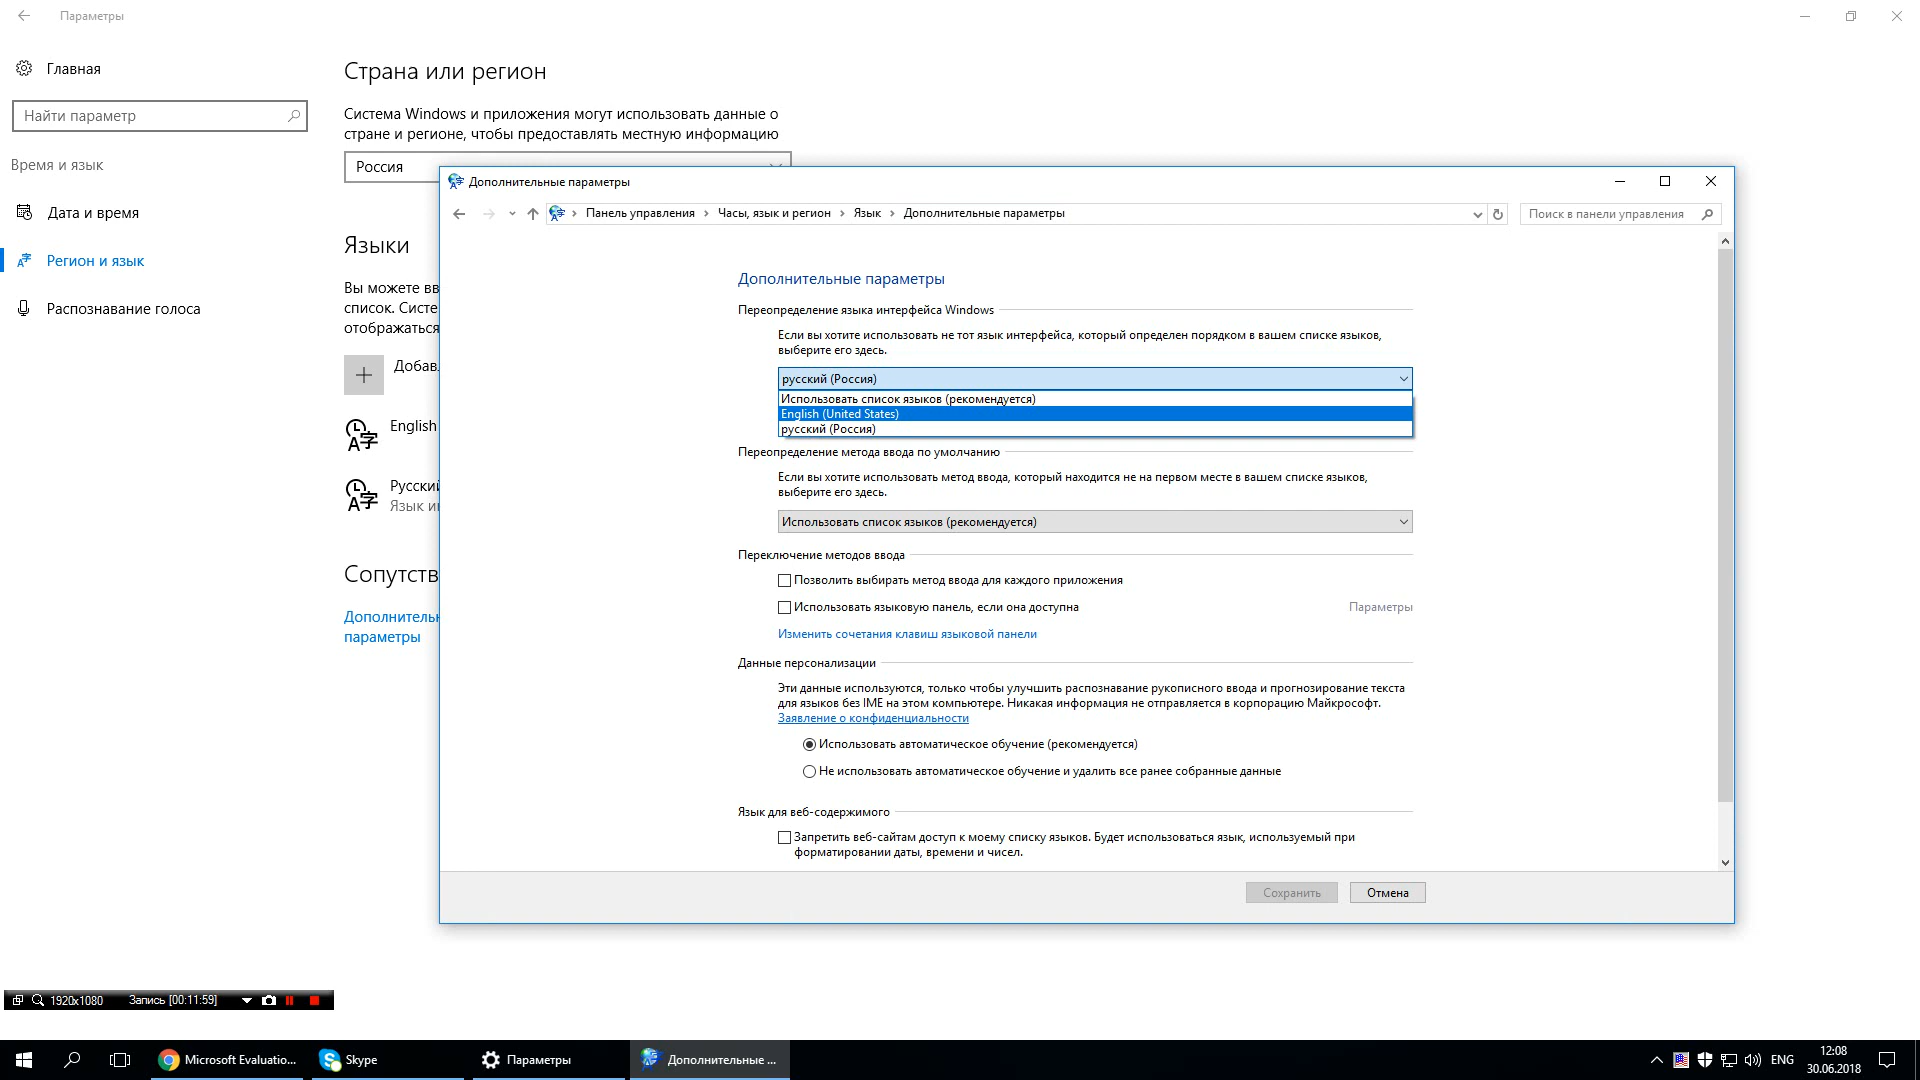 Параметры
Главная
Найти параметр
Время и язык
Дата и время
Регион и язык
Распознавание голоса
Страна или регион
Система Windows и приложения могут использовать данные о
стране и регионе, чтобы предоставлять местную информацию
Россия
Языки
Вы можете вв
список. Систе
отображаться
Добав
English
Русский
Язык ин
Сопутств
Дополнительн
параметры
Дополнительные параметры
Панель управления > Часы, язык и регион > Язык > Дополнительные параметры
Поиск в панели управления
Дополнительные параметры
Переопределение языка интерфейса Windows
Если вы хотите использовать не тот язык интерфейса, который определен порядком в вашем списке языков,
выберите его здесь.
русский (Россия)
Использовать список языков (рекомендуется)
English (United States)
русский (Россия)
Переопределение метода ввода по умолчанию
Если вы хотите использовать метод ввода, который находится не на первом месте в вашем списке языков,
выберите его здесь.
Использовать список языков (рекомендуется)
Переключение методов ввода
Позволить выбирать метод ввода для каждого приложения
Использовать языковую панель, если она доступна
Параметры
Изменить сочетания клавиш языковой панели
Данные персонализации
Эти данные используются, только чтобы улучшить распознавание рукописного ввода и прогнозирование текста
для языков без IME на этом компьютере. Никакая информация не отправляется в корпорацию Майкрософт.
Заявление о конфиденциальности
Использовать автоматическое обучение (рекомендуется)
Не использовать автоматическое обучение и удалить все ранее собранные данные
Язык для веб-содержимого
Запретить веб-сайтам доступ к моему списку языков. Будет использоваться язык, используемый при
форматировании даты, времени и чисел.
Сохранить
Отмена
1920x1080 Запись [00:11:59]
Microsoft Evaluatio...
Skype
Параметры
Дополнительные ...
ENG
12:08
30.06.2018